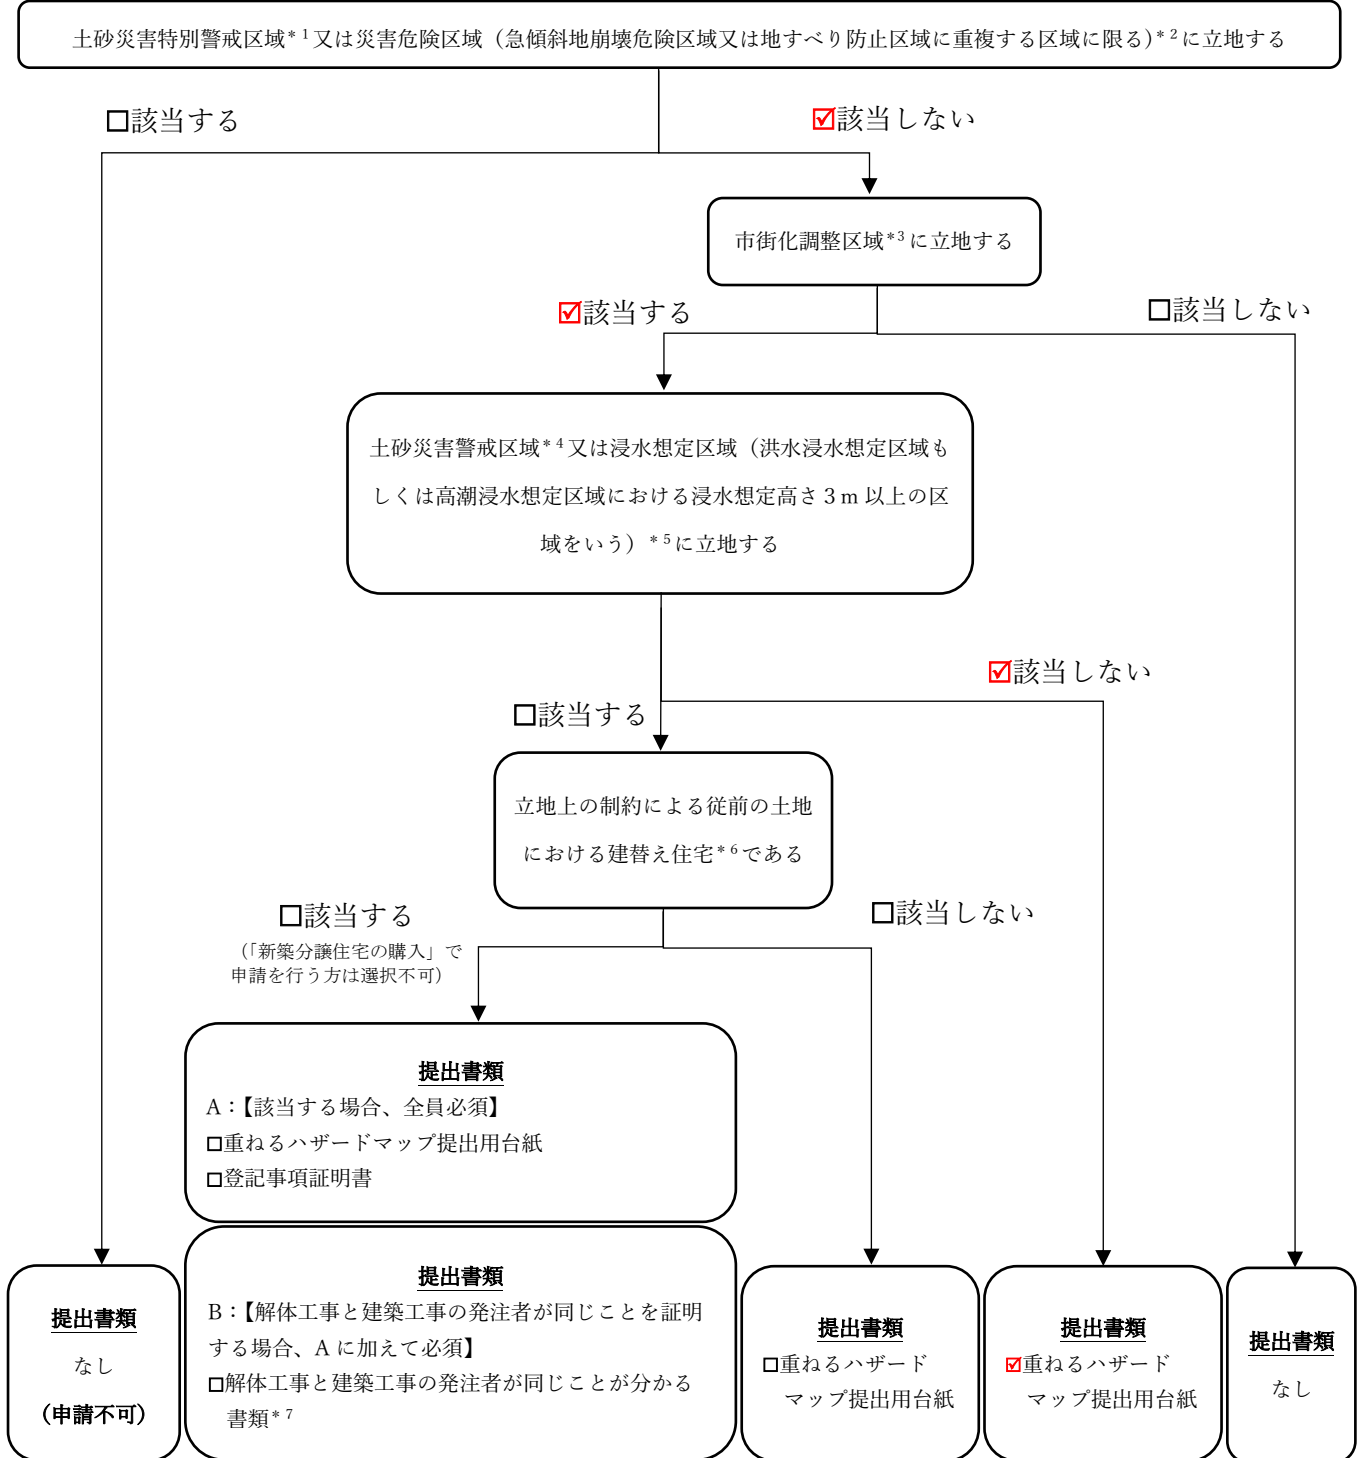 土砂災害特別警戒区域*1又は災害危険区域（急傾斜地崩壊危険区域又は地すべり防止区域に重複する区域に限る）*2に立地する
□該当する
☑該当しない
市街化調整区域*3に立地する
☑該当する
□該当しない
土砂災害警戒区域*4又は浸水想定区域（洪水浸水想定区域も
しくは高潮浸水想定区域における浸水想定高さ3m以上の区
域をいう）*5に立地する
☑該当しない
□該当する
立地上の制約による従前の土地
における建替え住宅*6である
□該当する
（「新築分譲住宅の購入」で
申請を行う方は選択不可）
□該当しない
提出書類
A：【該当する場合、全員必須】
□重ねるハザードマップ提出用台紙
□登記事項証明書
提出書類
B：【解体工事と建築工事の発注者が同じことを証明
する場合、Aに加えて必須】
□解体工事と建築工事の発注者が同じことが分かる
書類*7
提出書類
なし
（申請不可）
提出書類
□重ねるハザード
マップ提出用台紙
提出書類
☑重ねるハザード
マップ提出用台紙
提出書類
なし